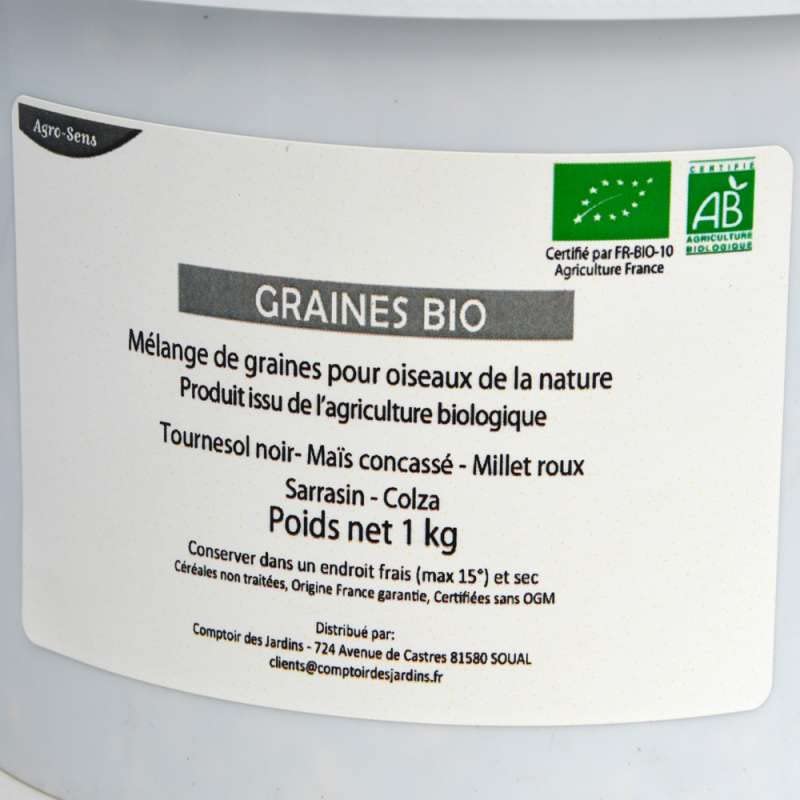 Agro-Sens
CERTIFIÉ
AB
AGRICULTURE
BIOLOGIQUE
Certifié par FR-BIO-10
Agriculture France
GRAINES BIO
Mélange de graines pour oiseaux de la nature
Produit issu de l'agriculture biologique
Tournesol noir- Maïs concassé - Millet roux
Sarrasin - Colza
Poids net 1 kg
Conserver dans un endroit frais (max 15°) et sec
Céréales non traitées, Origine France garantie, Certifiées sans OGM
Distribué par:
Comptoir des Jardins - 724 Avenue de Castres 81580 SOUAL
clients@comptoirdesjardins.fr